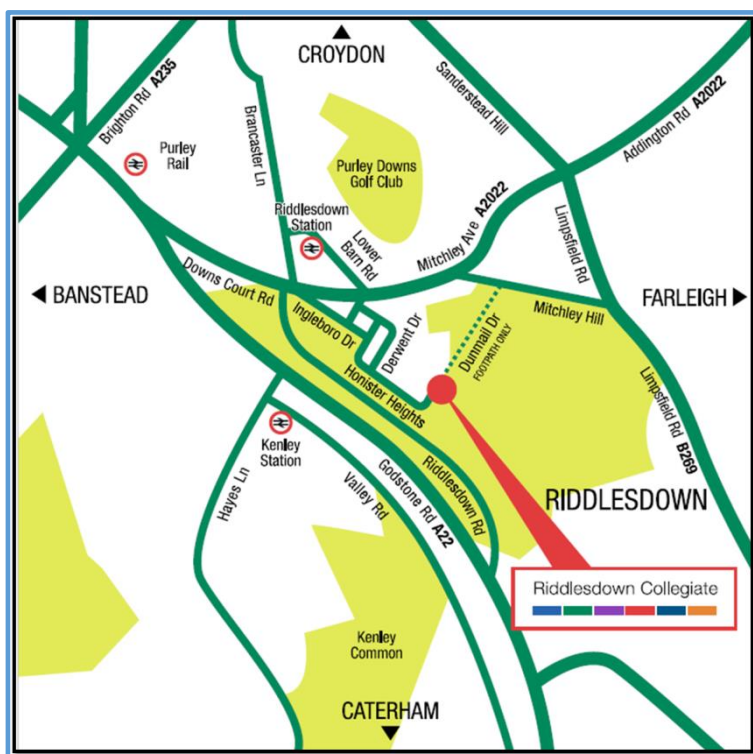 CROYDON
Brighton Rd A235
Sanderstead Hill
Addington Rd A2022
Purley
Rail
Brancaster Ln
Purley Downs
Golf Club
Riddlesdown
Station
Lower
Barn Rd
Mitchley Ave A2022
Limpsfield Rd
BANSTEAD
Downs Court Rd
Ingleboro Dr
Derwent Dr
Dunmail Dr
FOOTPATH ONLY
Mitchley Hill
FARLEIGH
Honister Heights
Limpsfield Rd
B269
Kenley
Station
Hayes Ln
Valley Rd
Godstone Rd A22
Riddlesdown Rd
RIDDLESDOWN
Riddlesdown Collegiate
Kenley
Common
CATERHAM